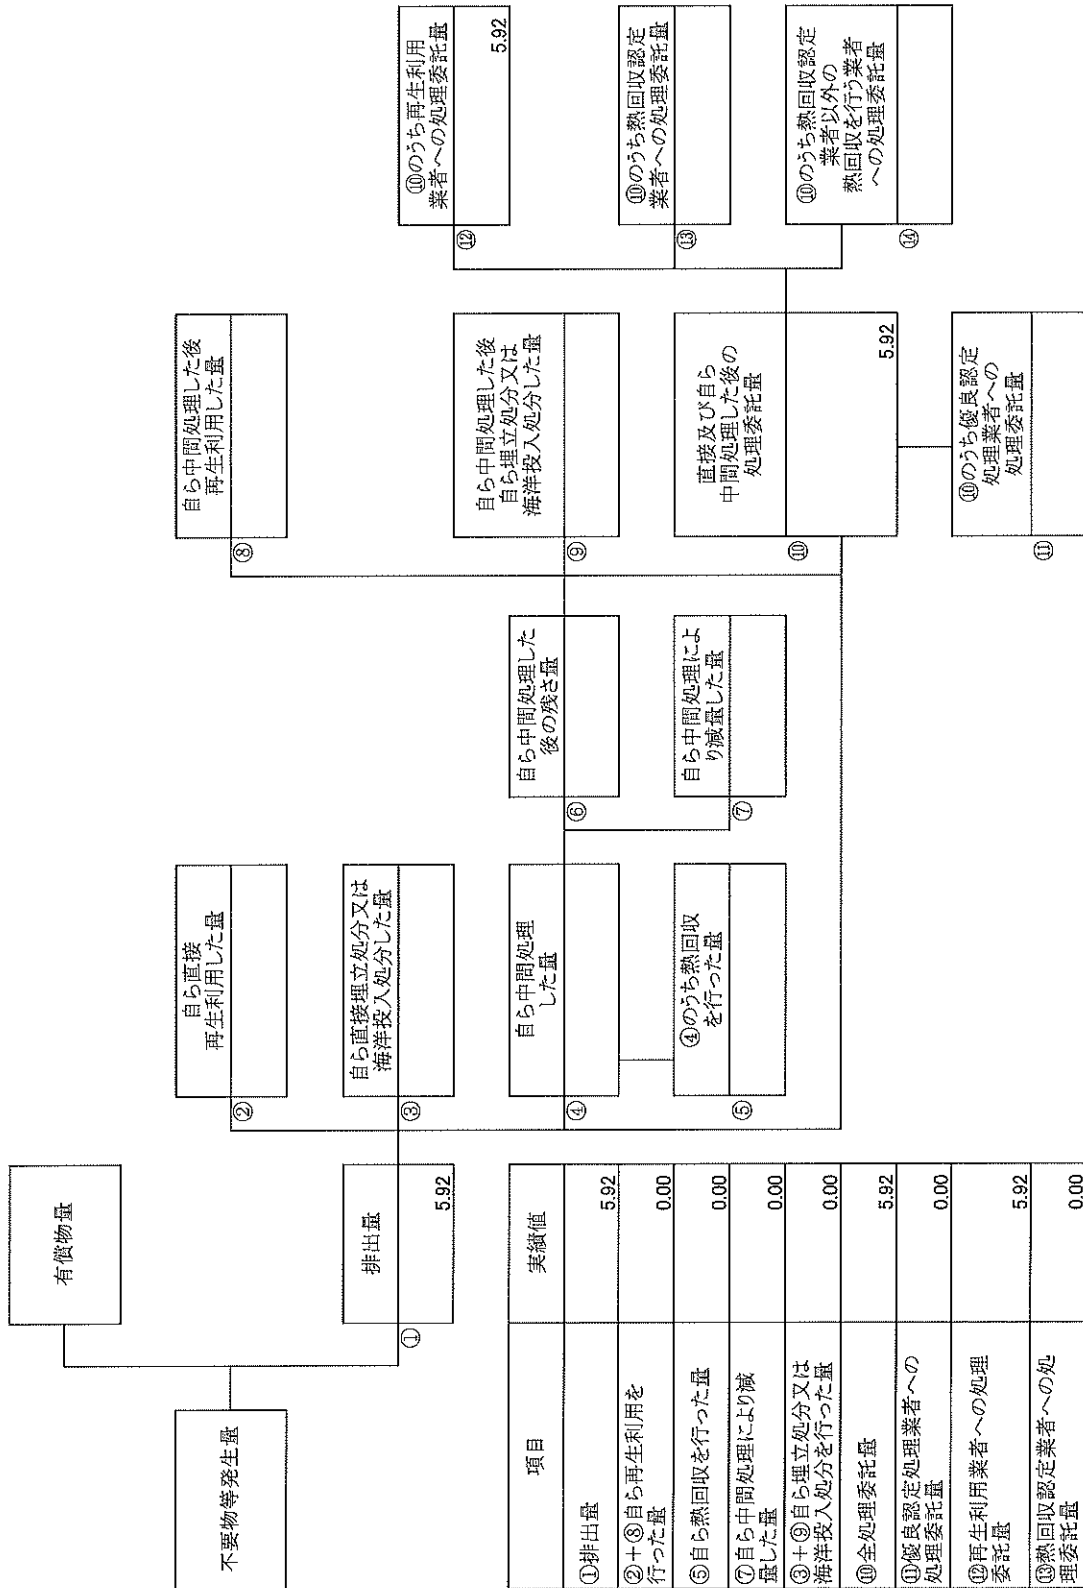 不要物等発生量
有償物量
排出量
①
5.92
自ら直接
再生利用した量
②
自ら直接埋立処分又は
海洋投入処分した量
③
自ら中間処理
した量
④
④のうち熱回収
を行った量
⑤
自ら中間処理した
後の残さ量
⑥
自ら中間処理によ
り減量した量
⑦
自ら中間処理した後
再生利用した量
⑧
自ら中間処理した後
自ら埋立処分又は
海洋投入処分した量
⑨
直接及び自ら
中間処理した後の
処理委託量
⑩
5.92
⑩のうち優良認定
処理業者への
処理委託量
⑪
⑩のうち再生利用
業者への処理委託量
⑫
5.92
⑩のうち熱回収認定
業者への処理委託量
⑬
⑩のうち熱回収認定
業者以外の
熱回収を行う業者
への処理委託量
⑭
項目 実績値
①排出量 5.92
②+⑧自ら再生利用を
行った量 0.00
⑤自ら熱回収を行った量 0.00
⑦自ら中間処理により減
量した量 0.00
③+⑨自ら埋立処分又は
海洋投入処分を行った量 0.00
⑩全処理委託量 5.92
⑪優良認定処理業者への
処理委託量 0.00
⑫再生利用業者への処理
委託量 5.92
⑬熱回収認定業者への処
理委託量 0.00